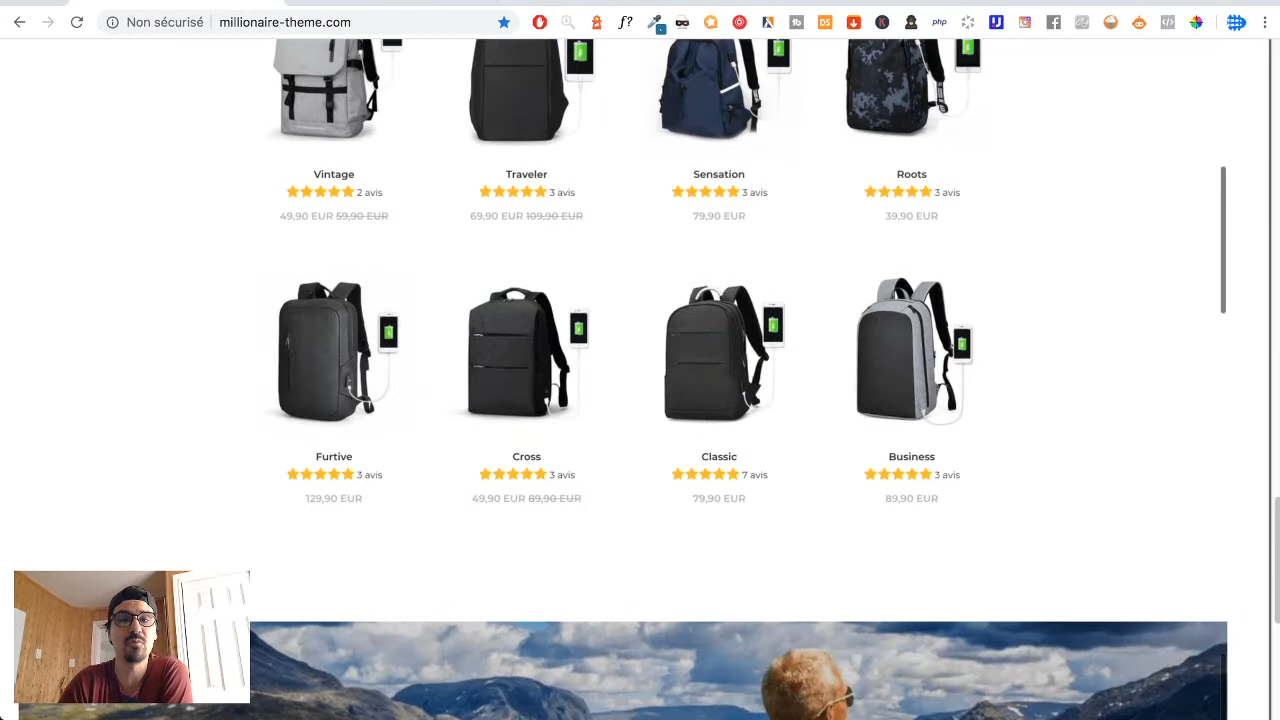 Non sécurisé millionaire-theme.com
f? tb DS K php
Vintage Traveler Sensation Roots
2 avis 3 avis 3 avis 3 avis
49,90 EUR 59,90 EUR 69,90 EUR 109,90 EUR 79,90 EUR 39,90 EUR
Furtive Cross Classic Business
3 avis 3 avis 7 avis 3 avis
129,90 EUR 49,90 EUR 89,90 EUR 79,90 EUR 89,90 EUR